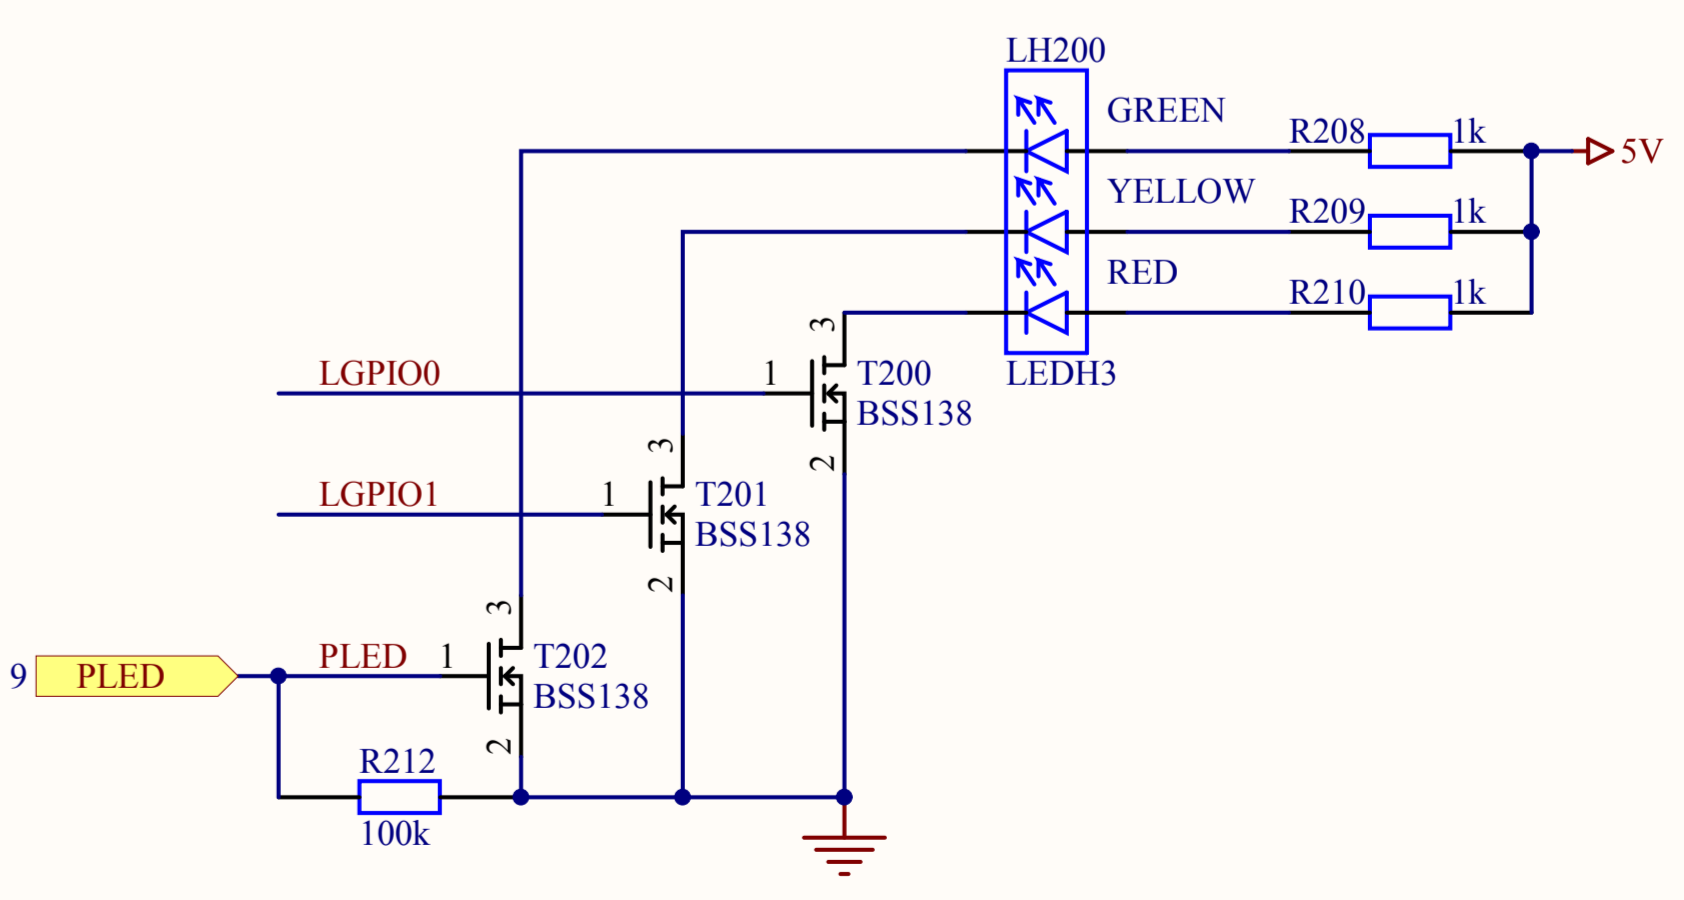 LH200
GREEN
R208
1k
5V
YELLOW
R209
1k
RED
R210
1k
3
LGPIO0
1
T200
LEDH3
BSS138
3
2
LGPIO1
1
T201
BSS138
2
3
9
PLED
PLED
1
T202
BSS138
2
R212
100k